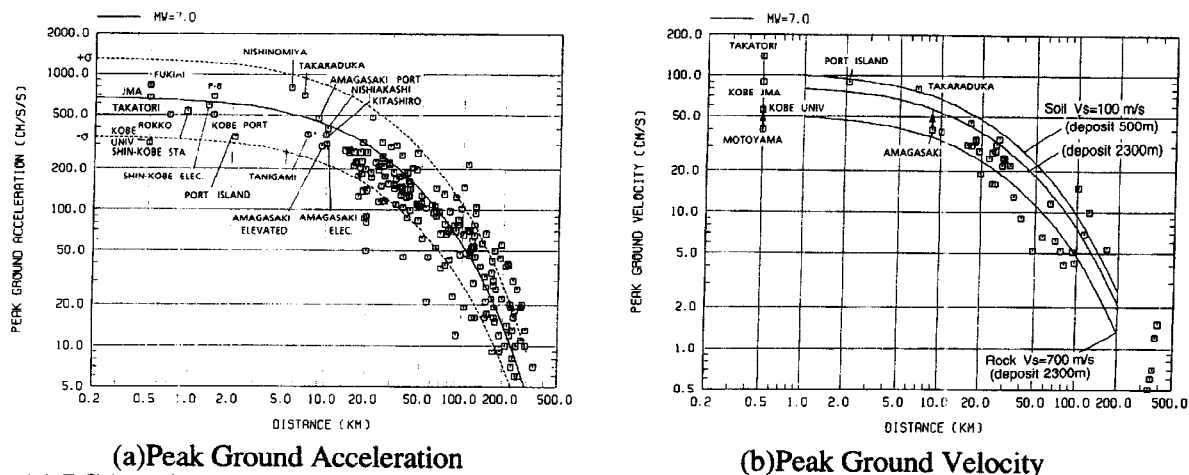 MW=7.0
PEAK GROUND ACCELERATION (CM/S/S)
2000.0
1000.0
500.0
200.0
100.0
50.0
20.0
10.0
5.0
+σ
-σ
NISHINOMIYA
TAKARADUKA
FUKIAI
AMAGASAKI PORT
JMA
P-8
NISHIAKASHI
KITASHIRO
TAKATORI
ROKKO
KOBE PORT
KOBE
UNIV
SHIN-KOBE STA
SHIN-KOBE ELEC.
TANIGAMI
PORT ISLAND
AMAGASAKI
ELEVATED
AMAGASAKI
ELEC.
0.2 0.5 1.0 2.0 5.0 10.0 20.0 50.0 100.0 500.0
DISTANCE (KM)
(a)Peak Ground Acceleration
MW=7.0
PEAK GROUND VELOCITY (CM/S)
200.0
100.0
50.0
20.0
10.0
5.0
2.0
1.0
0.5
TAKATORI
PORT ISLAND
KOBE JMA
TAKARADUKA
KOBE UNIV
MOTOYAMA
AMAGASAKI
Soil Vs=100 m/s
(deposit 500m)
(deposit 2300m)
Rock Vs=700 m/s
(deposit 2300m)
0.2 0.5 1.0 2.0 5.0 10.0 20.0 50.0 100.0 500.0
DISTANCE (KM)
(b)Peak Ground Velocity